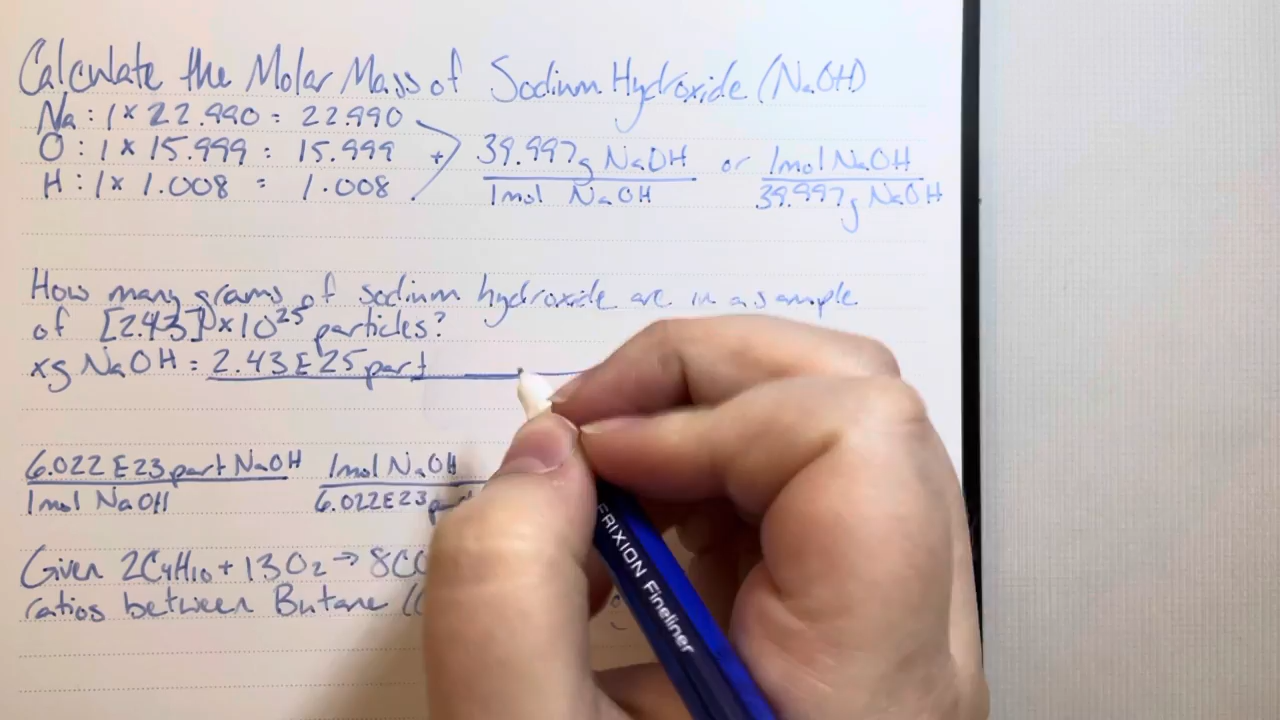 Calculate the Molar Mass of Sodium Hydroxide (NaOH)
Na : 1 × 22.990 = 22.990
O : 1 × 15.999 = 15.999 + 39.997g NaOH or 1mol NaOH
H : 1 × 1.008 = 1.008 1mol NaOH 39.997g NaOH
How many grams of sodium hydroxide are in a sample
of [2.43] × 10²⁵ particles?
xg NaOH = 2.43E25 part
6.022E23 part NaOH 1mol NaOH
1mol NaOH 6.022E23
Given 2C₄H₁₀ + 13O₂ → 8C
ratios between Butane (
FRIXION Fineliner